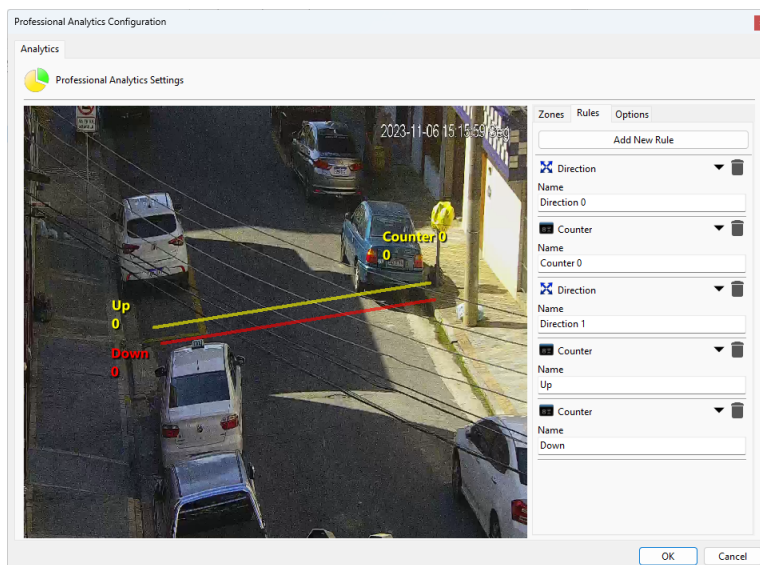 Professional Analytics Configuration
Analytics
Professional Analytics Settings
2023-11-06 15:15:59 Seg
Counter 0
0
Up
0
Down
0
Zones
Rules
Options
Add New Rule
Direction
Name
Direction 0
Counter
Name
Counter 0
Direction
Name
Direction 1
Counter
Name
Up
Counter
Name
Down
OK
Cancel